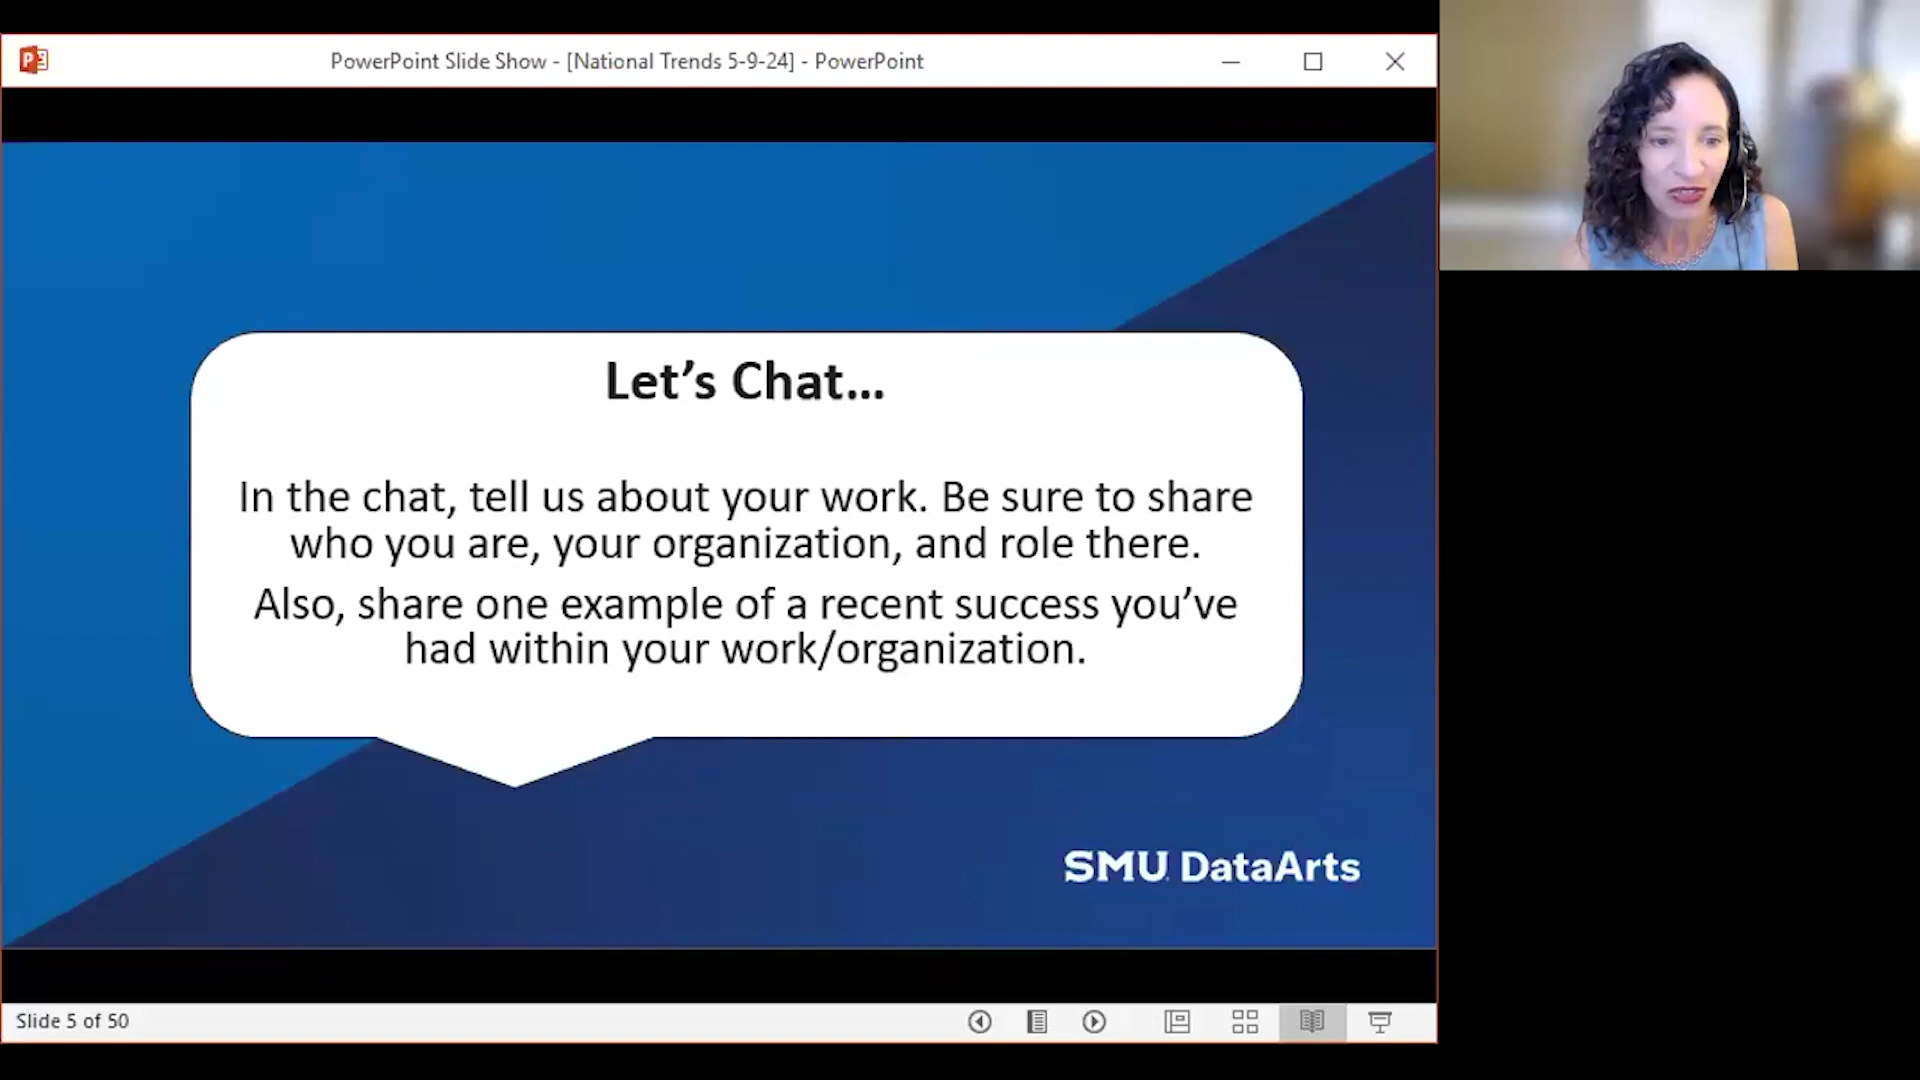 PowerPoint Slide Show - [National Trends 5-9-24] - PowerPoint
Let’s Chat…
In the chat, tell us about your work. Be sure to share
who you are, your organization, and role there.
Also, share one example of a recent success you’ve
had within your work/organization.
SMU DataArts
Slide 5 of 50